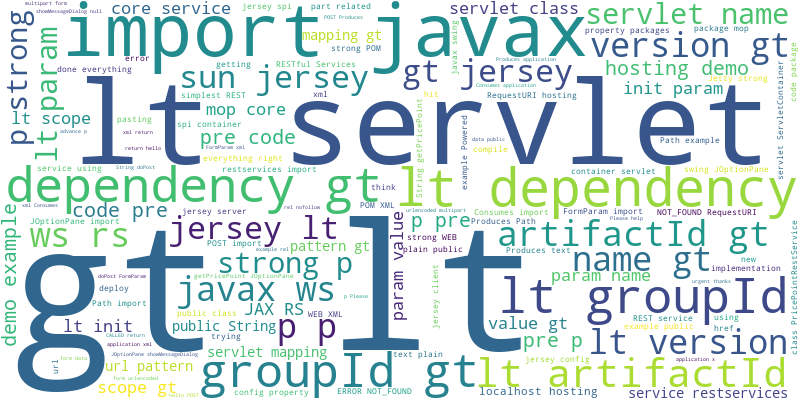 multipart form
showMessageDialog null
core service
jersey spi
part related
POST Produces
servlet class
servlet name
import javax
mapping gt
strong POM
javax swing
property packages
package mop
version gt
p strong
lt param
error
done everything
getting
RESTful Services
Produces application
Consumes application
code package
sun jersey
gt jersey
hosting demo
Jetty strong
init param
simplest REST
xml
hit
RequestURI hosting
lt scope
mop core
spi container
pasting
pre code
advance p
xml return
return hello
FormParam xml
everything right
restservices import
String doPost
lt servlet
String getPricePoint
example Powered
data public
compile
Path example
servlet ServletContainer
service using
container servlet
swing JOptionPane
dependency gt
think
POM XML
lt dependency
xml Consumes
code pre
jersey server
rel nofollow
urlencoded multipart
Consumes import
FormParam import
Please help
NOT_FOUND RequestURI
JOptionPane import
demo example
ws rs
jersey lt
p pre
Produces Path
artifactId gt
POST import
example rel
pattern gt
param value
strong WEB
plain public
Produces text
name gt
new
implementation
doPost FormParam
strong p
getPricePoint JOptionPane
jersey client
param name
urgent thanks
class PricePointRestService
deploy
javax ws
p Please
lt groupId
Path import
public class
JAX RS
WEB XML
REST service
using
lt init
public String
p p
value gt
example public
href
gt lt
CALLED return
trying
pre p
lt version
application xml
servlet mapping
JOptionPane showMessageDialog
text plain
jersey config
application x
url
form data
url pattern
groupId gt
lt artifactId
form urlencoded
scope gt
hello POST
config property
ERROR NOT_FOUND
localhost hosting
service restservices